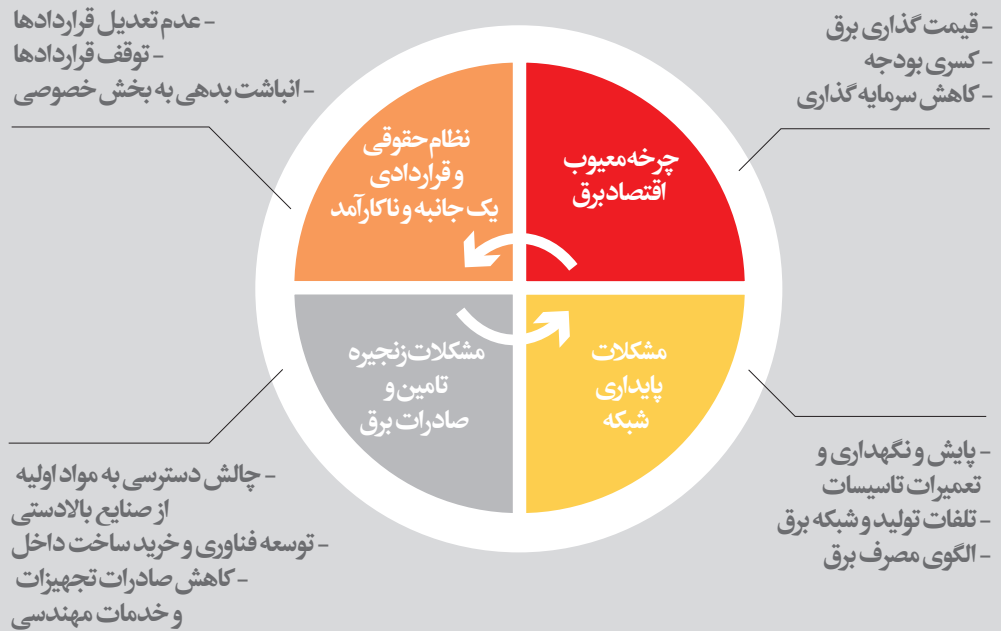 - قیمت گذاری برق
- کسری بودجه
- کاهش سرمایه گذاری
چرخه معیوب
اقتصاد برق
- عدم تعدیل قراردادها
- توقف قراردادها
- انباشت بدهی به بخش خصوصی
نظام حقوقی
و قراردادی
یک جانبه و ناکارآمد
مشکلات
پایداری
شبکه
- پایش و نگهداری و
تعمیرات تاسیسات
- تلفات تولید و شبکه برق
- الگوی مصرف برق
مشکلات زنجیره
تامین و
صادرات برق
- چالش دسترسی به مواد اولیه
از صنایع بالادستی
- توسعه فناوری و خرید ساخت داخل
- کاهش صادرات تجهیزات
و خدمات مهندسی